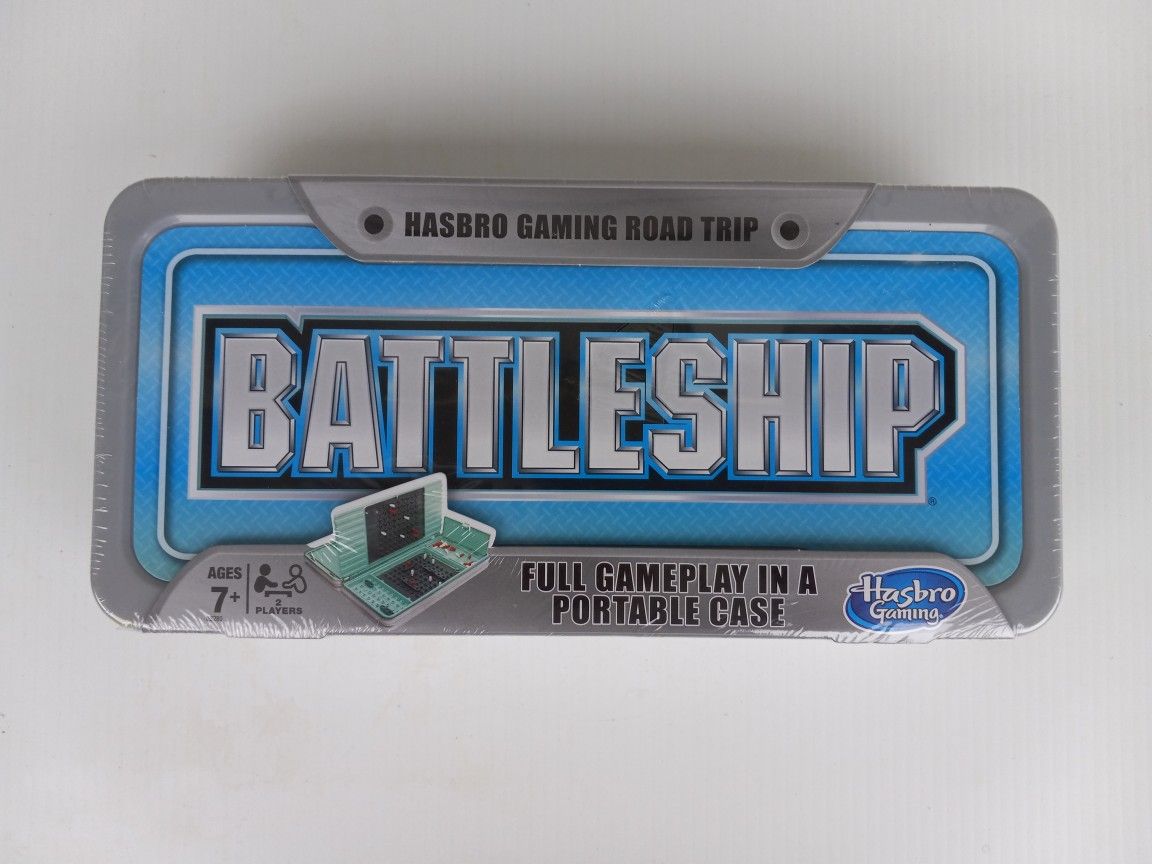 HASBRO GAMING ROAD TRIP
BATTLESHIP
®
AGES
7+
2
PLAYERS
FULL GAMEPLAY IN A
PORTABLE CASE
Hasbro
Gaming